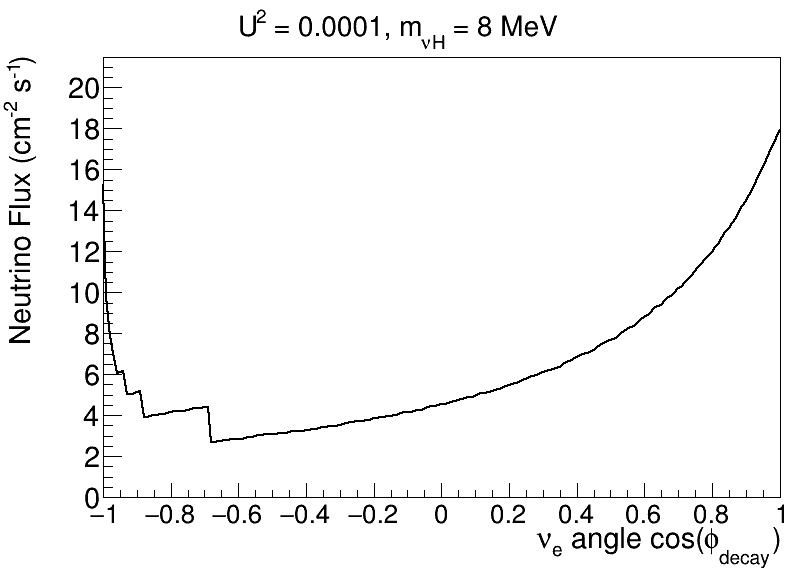 U² = 0.0001, m_νH = 8 MeV
Neutrino Flux (cm⁻² s⁻¹)
20
18
16
14
12
10
8
6
4
2
0
−1 −0.8 −0.6 −0.4 −0.2 0 0.2 0.4 0.6 0.8 1
ν_e angle cos(ϕ_decay)